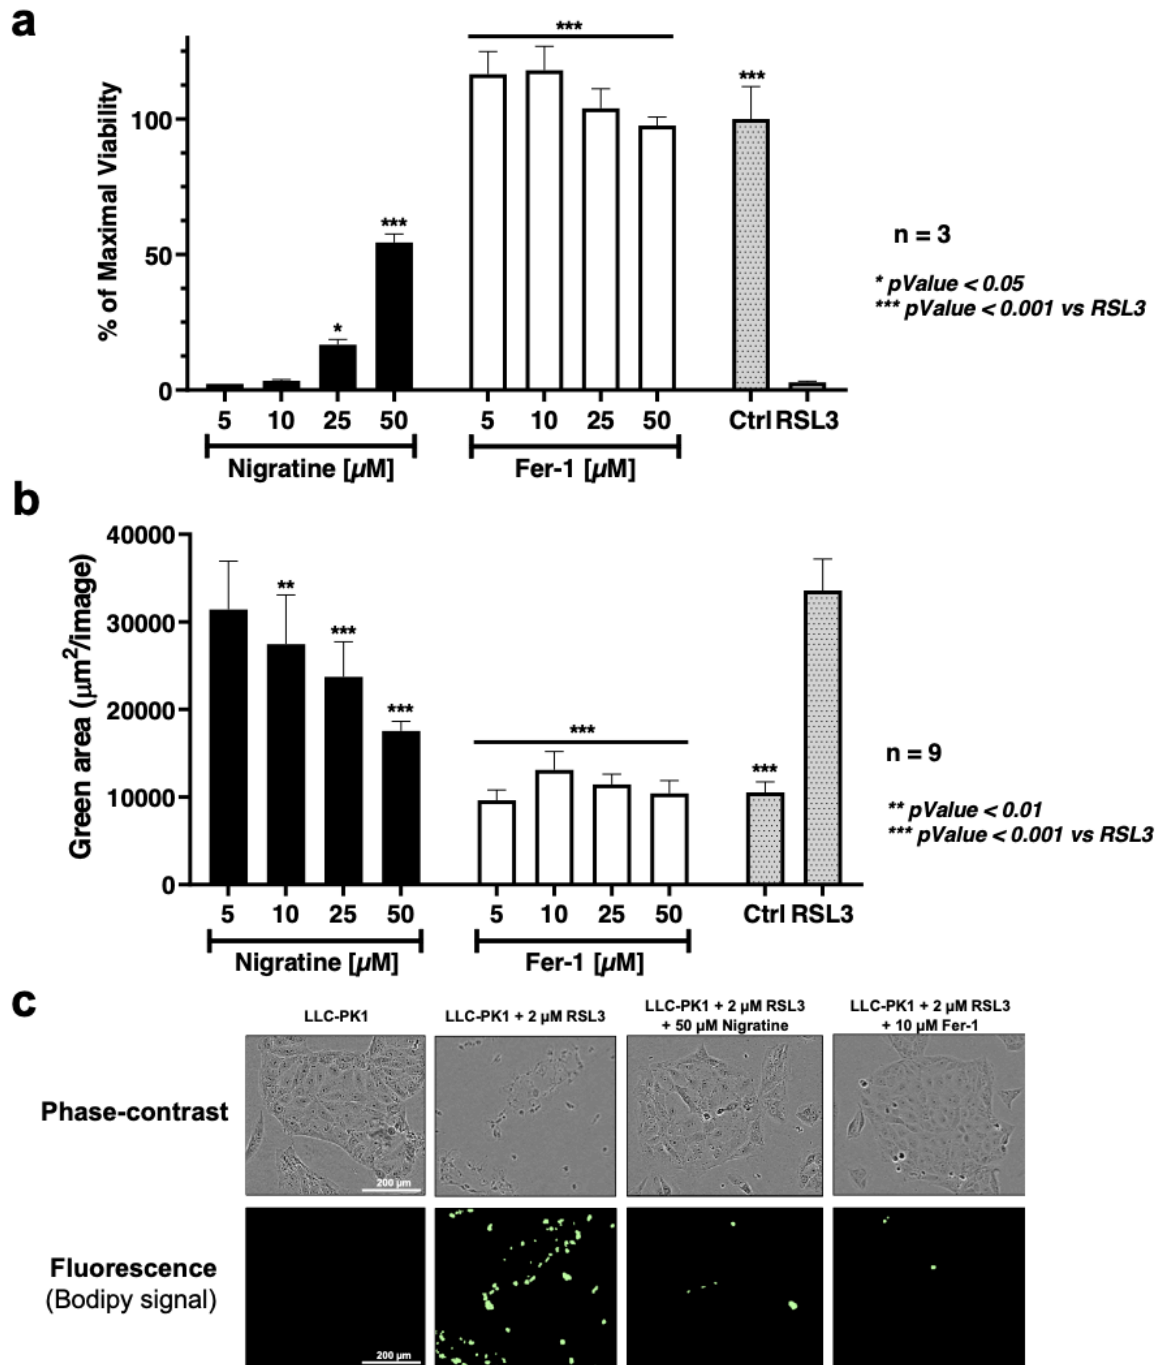 a
***
***
% of Maximal Viability
100
***
n = 3
50
* pValue < 0.05
*** pValue < 0.001 vs RSL3
*
0
5 10 25 50 5 10 25 50 Ctrl RSL3
Nigratine [µM] Fer-1 [µM]
b
40000
Green area (µm²/image)
**
30000
***
***
20000
***
n = 9
***
10000
** pValue < 0.01
*** pValue < 0.001 vs RSL3
0
5 10 25 50 5 10 25 50 Ctrl RSL3
Nigratine [µM] Fer-1 [µM]
c
LLC-PK1
LLC-PK1 + 2 µM RSL3
LLC-PK1 + 2 µM RSL3
+ 50 µM Nigratine
LLC-PK1 + 2 µM RSL3
+ 10 µM Fer-1
Phase-contrast
200 µm
Fluorescence
(Bodipy signal)
200 µm